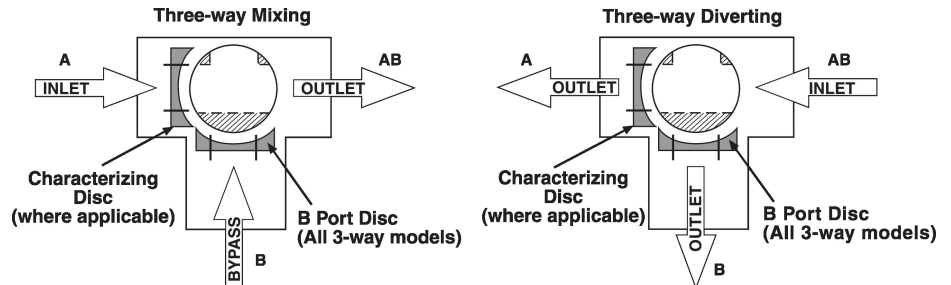 Three-way Mixing
A
INLET
AB
OUTLET
Characterizing
Disc
(where applicable)
BYPASS
B
B Port Disc
(All 3-way models)
Three-way Diverting
A
OUTLET
AB
INLET
Characterizing
Disc
(where applicable)
OUTLET
B
B Port Disc
(All 3-way models)